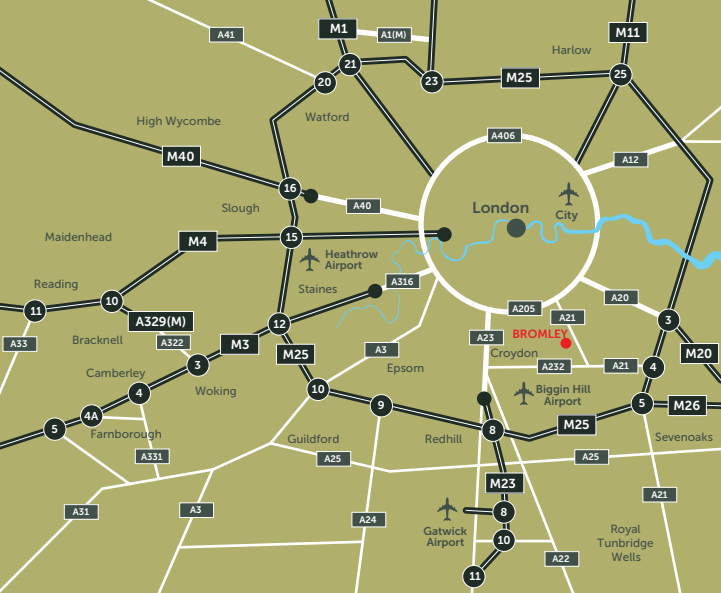 M1
A1(M)
M11
A41
Harlow
21
20
23
M25
25
Watford
High Wycombe
A406
M40
A12
16
A40
Slough
London
City
Maidenhead
M4
15
Heathrow
Airport
A316
Reading
Staines
10
11
A329(M)
A20
A205
A21
12
3
A33
Bracknell
A322
M3
M25
A3
A23
BROMLEY
Croydon
M20
3
Camberley
Epsom
A232
A21
4
Woking
4
10
9
Biggin Hill
Airport
5
M26
4A
5
Farnborough
Guildford
Redhill
8
M25
Sevenoaks
A331
A25
A25
M23
A21
A31
A3
A24
8
Gatwick
Airport
10
Royal
Tunbridge
Wells
A22
11